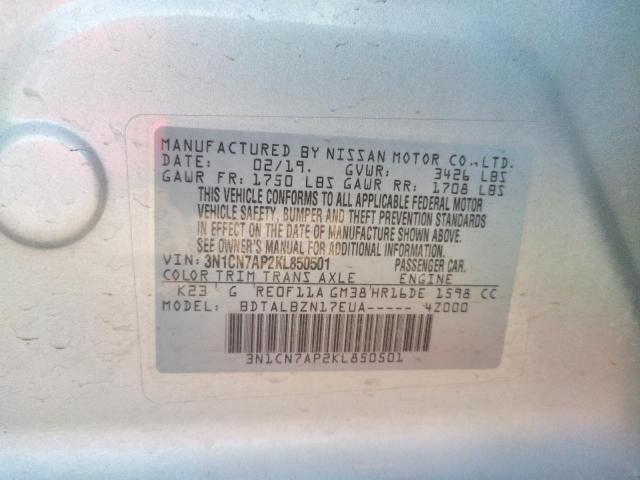 MANUFACTURED BY NISSAN MOTOR CO., LTD.
DATE: 02/19. GVWR: 3426 LBS
GAWR FR: 1750 LBS GAWR RR: 1708 LBS
THIS VEHICLE CONFORMS TO ALL APPLICABLE FEDERAL MOTOR
VEHICLE SAFETY, BUMPER AND THEFT PREVENTION STANDARDS
IN EFFECT ON THE DATE OF MANUFACTURE SHOWN ABOVE.
SEE OWNER'S MANUAL FOR ADDITIONAL INFORMATION.
VIN: 3N1CN7AP2KL850501 PASSENGER CAR.
COLOR TRIM TRANS AXLE ENGINE
K23 G RE0F11A GM38 HR16DE 1598 CC
MODEL: BDTALBZN17EUA----- 4Z000
3N1CN7AP2KL850501